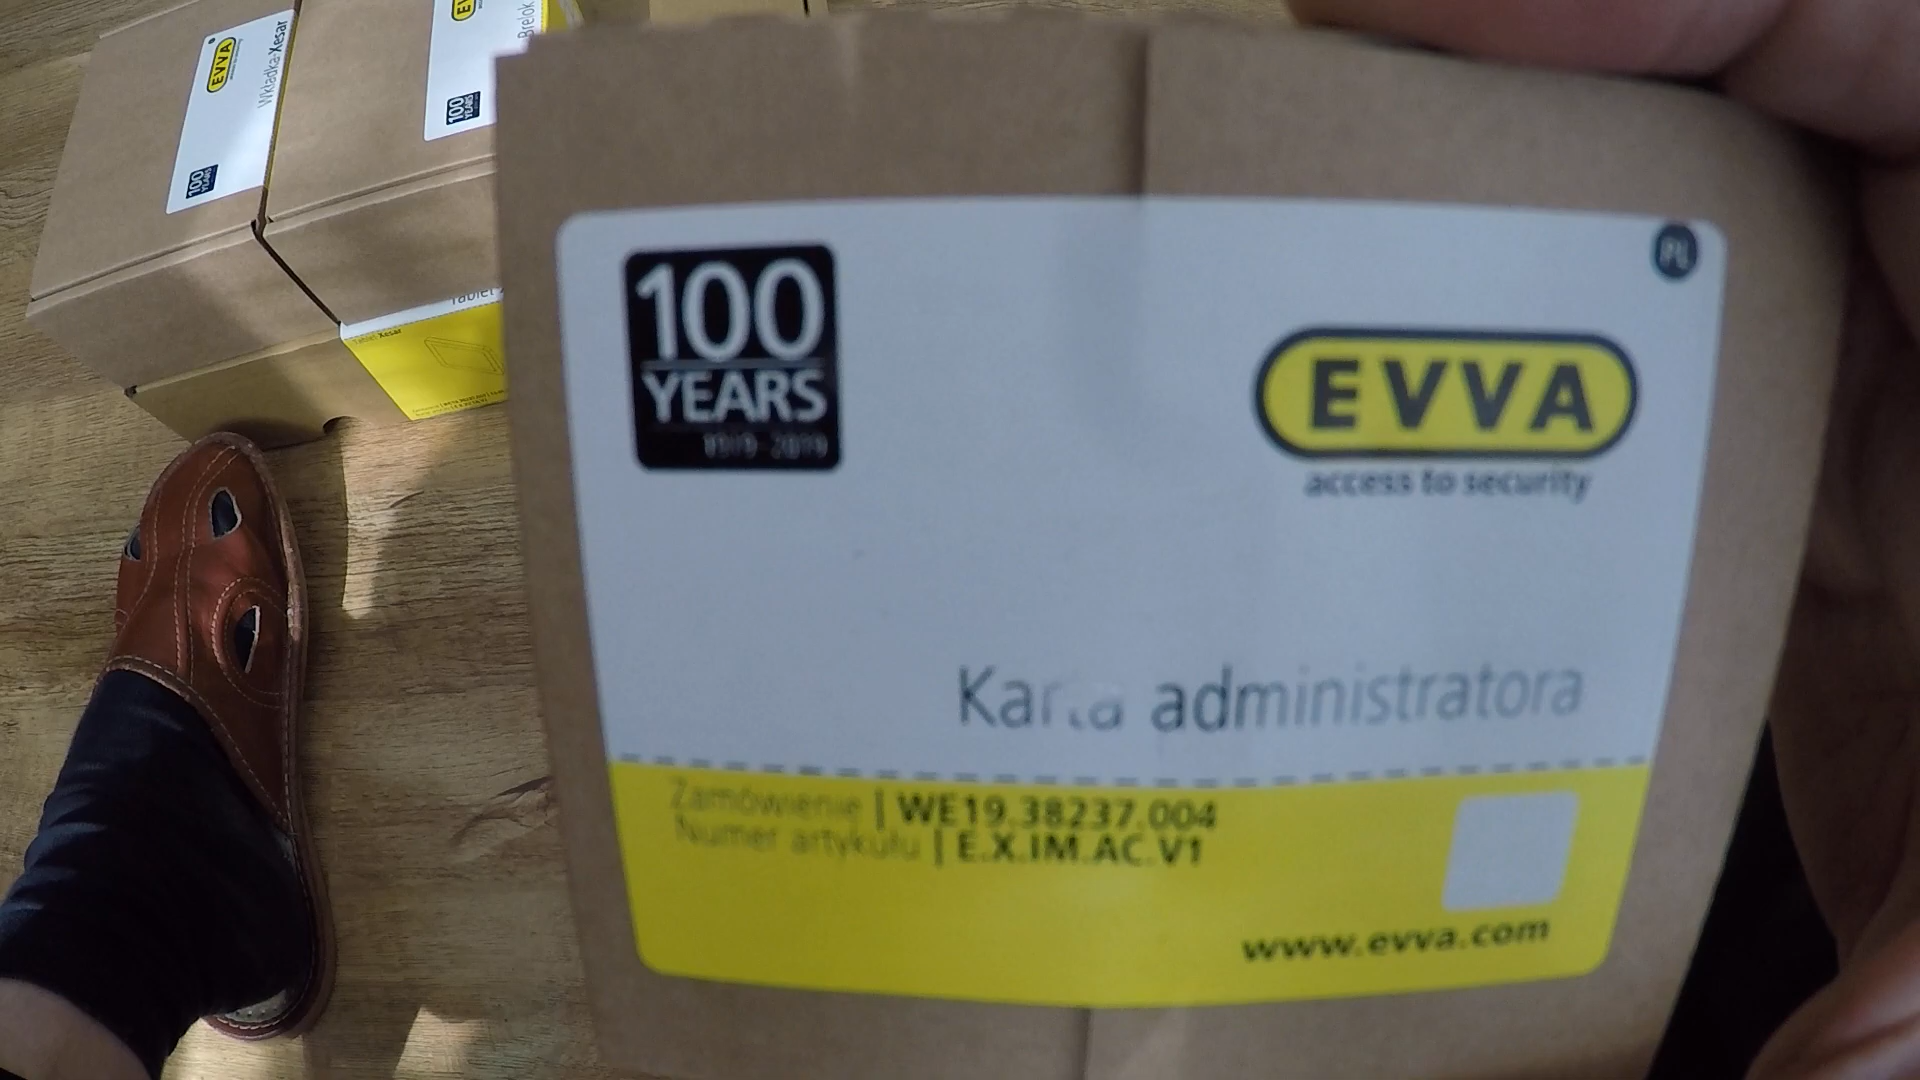 EVVA
Wkładka Xesar
100
YEARS
Brelok
100
YEARS
Tablet
Tablet Xesar
100
YEARS
1919-2019
PL
EVVA
access to security
Karta administratora
Zamówienie | WE19.38237.004
Numer artykułu | E.X.IM.AC.V1
www.evva.com